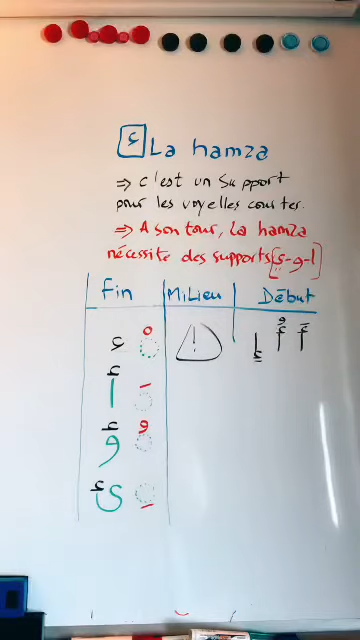 ء La hamza
⇒ C'est un support
pour les voyelles courtes.
⇒ A son tour, la hamza
nécessite des supports [ئ - و - ا]
Fin Milieu Début
ء ْ ! إِ أُ أَ
أ َ
ؤ ُ
ئ ِ